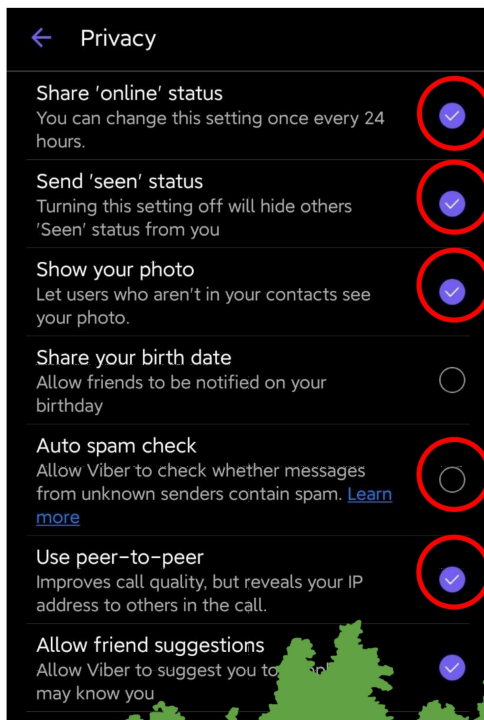 Privacy
Share 'online' status
You can change this setting once every 24
hours.
Send 'seen' status
Turning this setting off will hide others
'Seen' status from you
Show your photo
Let users who aren't in your contacts see
your photo.
Share your birth date
Allow friends to be notified on your
birthday
Auto spam check
Allow Viber to check whether messages
from unknown senders contain spam. Learn
more
Use peer-to-peer
Improves call quality, but reveals your IP
address to others in the call.
Allow friend suggestions
Allow Viber to suggest you to
may know you